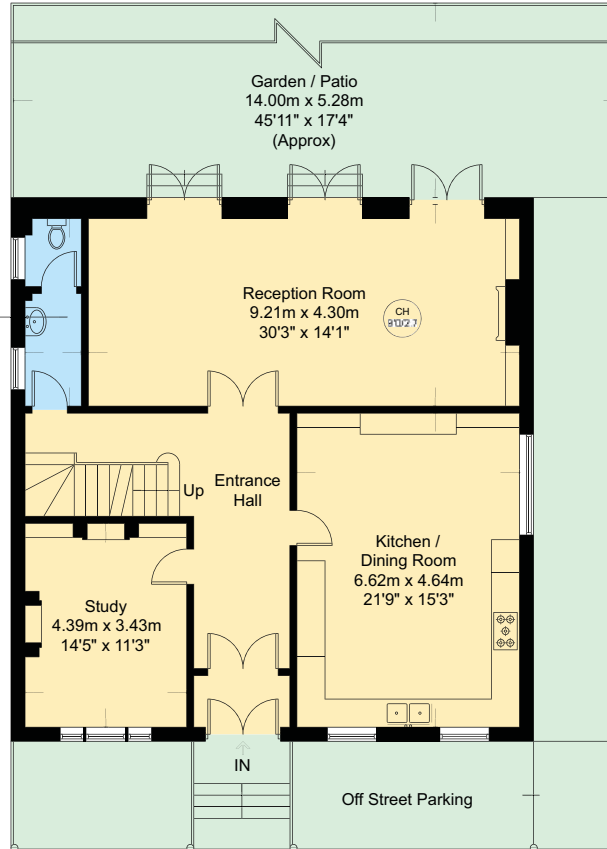 Garden / Patio
14.00m x 5.28m
45'11" x 17'4"
(Approx)
Reception Room
9.21m x 4.30m
30'3" x 14'1"
CH
Up
Entrance
Hall
Kitchen /
Dining Room
6.62m x 4.64m
21'9" x 15'3"
Study
4.39m x 3.43m
14'5" x 11'3"
IN
Off Street Parking